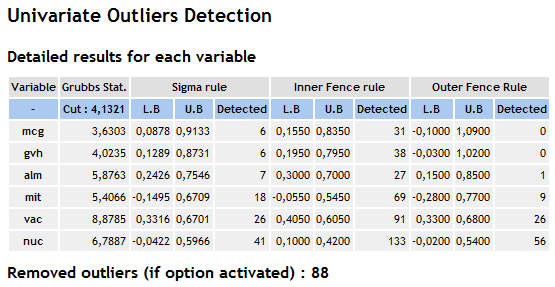 Univariate Outliers Detection
Detailed results for each variable
Variable Grubbs Stat. Sigma rule Inner Fence rule Outer Fence Rule
- Cut : 4,1321 L.B U.B Detected L.B U.B Detected L.B U.B Detected
mcg 3,6303 0,0878 0,9133 6 0,1550 0,8350 31 -0,1000 1,0900 0
gvh 4,0235 0,1289 0,8731 6 0,1950 0,7950 38 -0,0300 1,0200 0
alm 5,8763 0,2426 0,7546 7 0,3000 0,7000 27 0,1500 0,8500 1
mit 5,4066 -0,1495 0,6709 18 -0,0550 0,5450 69 -0,2800 0,7700 9
vac 8,8785 0,3316 0,6701 26 0,4050 0,6050 91 0,3300 0,6800 26
nuc 6,7887 -0,0422 0,5966 41 0,1000 0,4200 133 -0,0200 0,5400 56
Removed outliers (if option activated) : 88